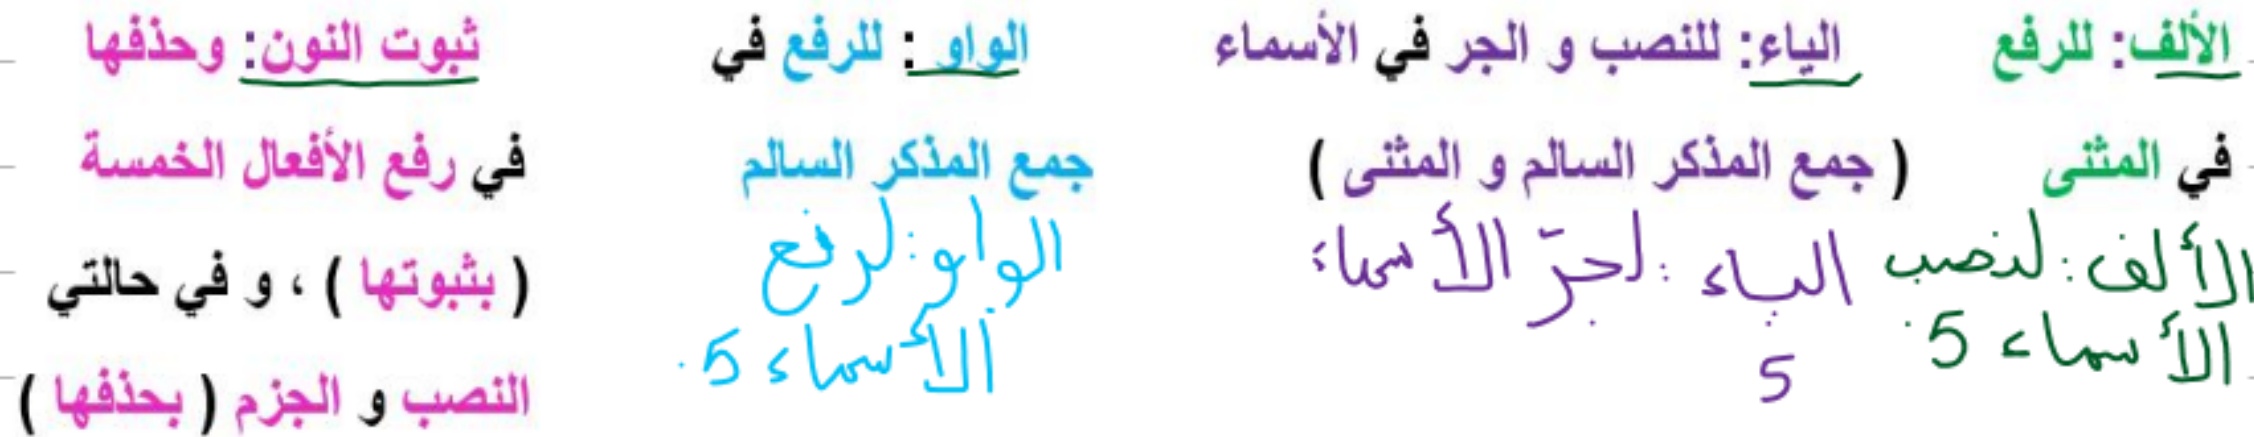 الألف: للرفع
في المثنى
الألف: لنصب
الأسماء 5.
الياء: للنصب و الجر في الأسماء
( جمع المذكر السالم و المثنى )
الياء: لجرّ الأسماء
5
الواو : للرفع في
جمع المذكر السالم
الواو: لرفع
الأسماء 5.
ثبوت النون: وحذفها
في رفع الأفعال الخمسة
( بثبوتها ) ، و في حالتي
النصب و الجزم ( بحذفها )